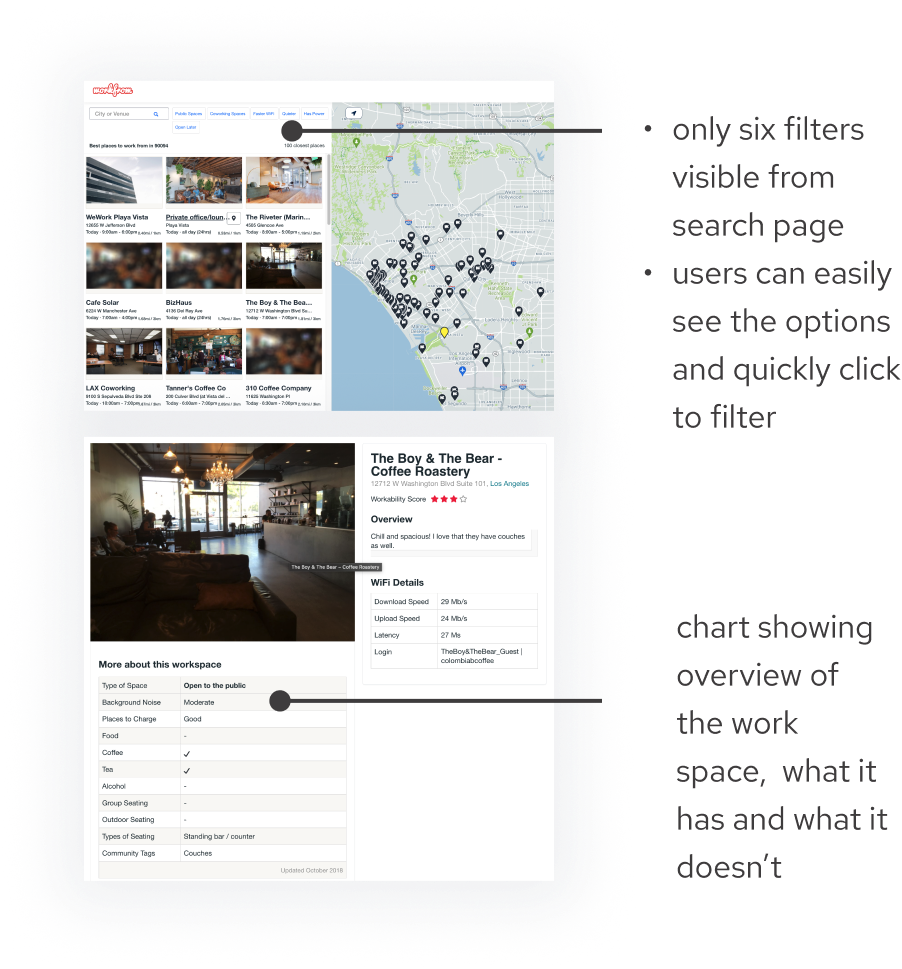 workfrom
City or Venue
Public Spaces
Coworking Spaces
Faster WiFi
Quieter
Has Power
Open Later
Best places to work from in 90094
100 closest places
WeWork Playa Vista
12655 W Jefferson Blvd
Today - 9:00am - 6:00pm
Private office/loun...
Playa Vista
Today - all day (24hrs)
The Riveter (Marin...
4505 Glencoe Ave
Today - 8:00am - 5:00pm
Cafe Solar
8224 W Manchester Ave
Today - 7:00am - 4:00pm
BizHaus
4136 Del Rey Ave
Today - all day (24hrs)
The Boy & The Bea...
12712 W Washington Blvd Su...
Today - 7:00am - 7:00pm
LAX Coworking
9100 S Sepulveda Blvd Ste 208
Today - 10:00am - 7:00pm
Tanner's Coffee Co
200 Culver Blvd (at Vista del ...
Today - 6:00am - 7:00pm
310 Coffee Company
11625 Washington Pl
Today - 6:30am - 7:00pm
• only six filters
visible from
search page
• users can easily
see the options
and quickly click
to filter
The Boy & The Bear -
Coffee Roastery
12712 W Washington Blvd Suite 101, Los Angeles
Workability Score
Overview
Chill and spacious! I love that they have couches
as well.
The Boy & The Bear – Coffee Roastery
WiFi Details
Download Speed 29 Mb/s
Upload Speed 24 Mb/s
Latency 27 Ms
Login TheBoy&TheBear_Guest |
colombiabcoffee
More about this workspace
Type of Space Open to the public
Background Noise Moderate
Places to Charge Good
Food -
Coffee ✓
Tea ✓
Alcohol -
Group Seating -
Outdoor Seating -
Types of Seating Standing bar / counter
Community Tags Couches
Updated October 2018
chart showing
overview of
the work
space, what it
has and what it
doesn't